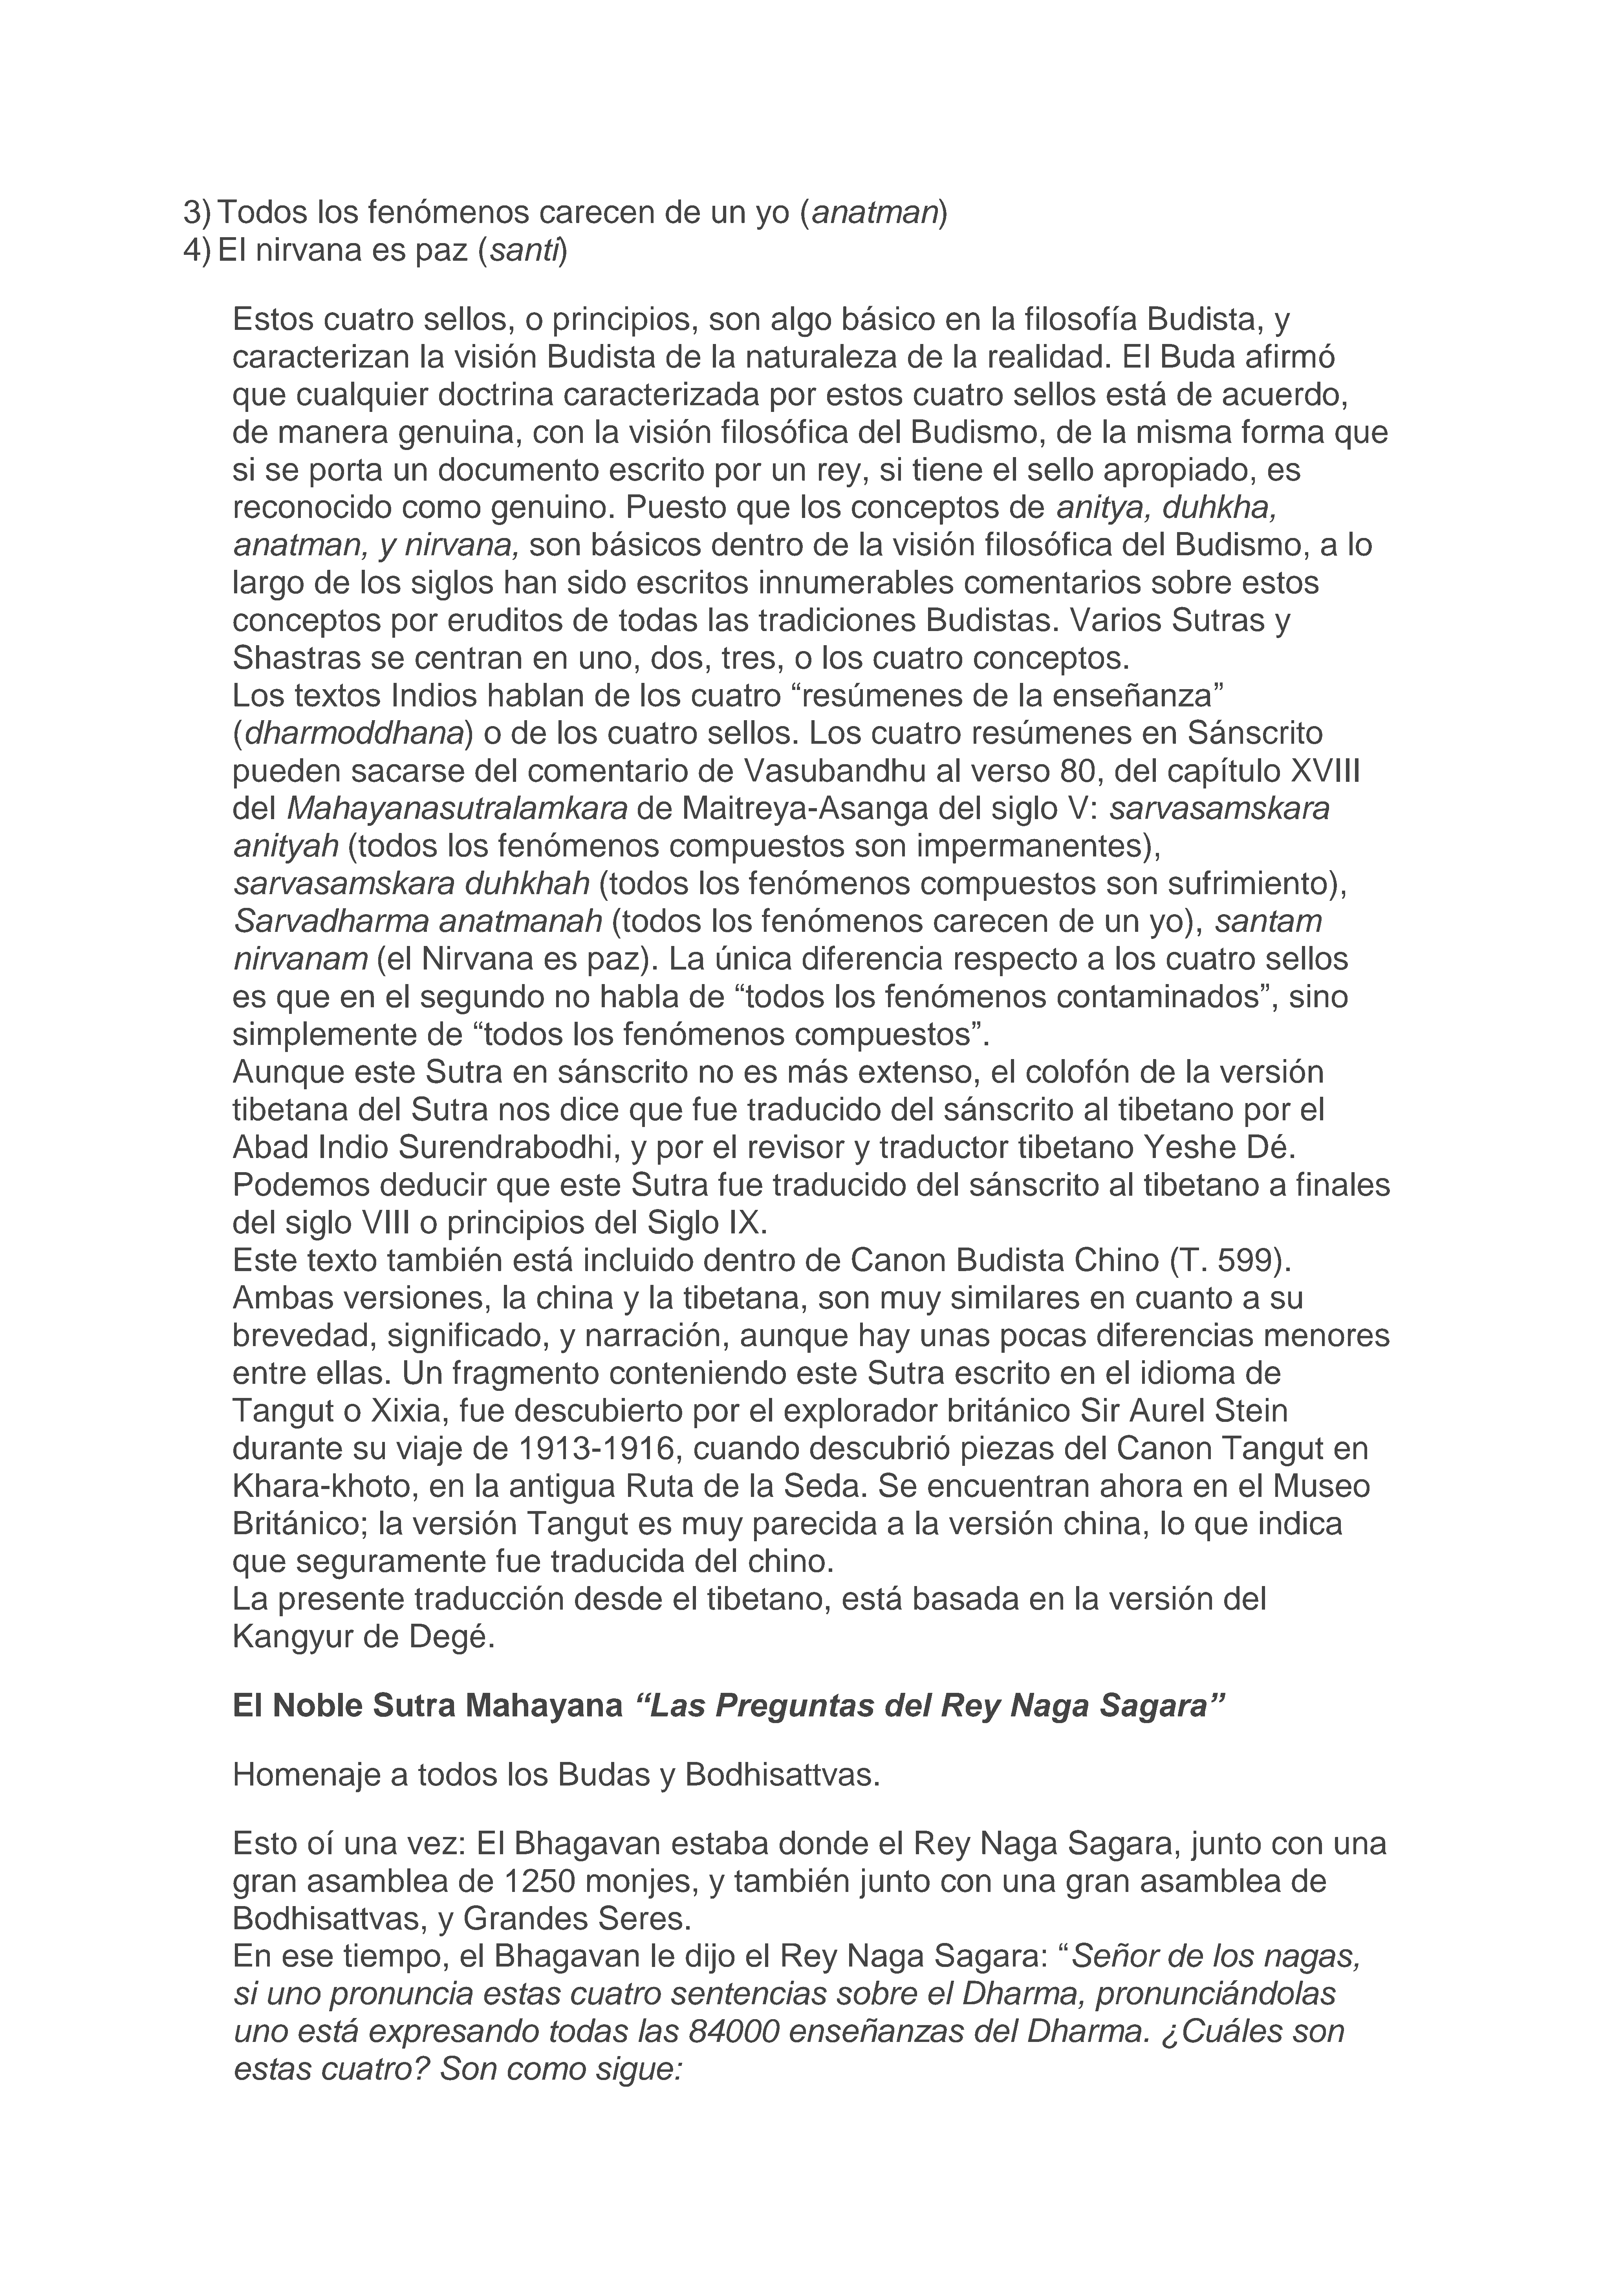 3) Todos los fenómenos carecen de un yo (anatman)
4) El nirvana es paz (santi)
Estos cuatro sellos, o principios, son algo básico en la filosofía Budista, y
caracterizan la visión Budista de la naturaleza de la realidad. El Buda afirmó
que cualquier doctrina caracterizada por estos cuatro sellos está de acuerdo,
de manera genuina, con la visión filosófica del Budismo, de la misma forma que
si se porta un documento escrito por un rey, si tiene el sello apropiado, es
reconocido como genuino. Puesto que los conceptos de anitya, duhkha,
anatman, y nirvana, son básicos dentro de la visión filosófica del Budismo, a lo
largo de los siglos han sido escritos innumerables comentarios sobre estos
conceptos por eruditos de todas las tradiciones Budistas. Varios Sutras y
Shastras se centran en uno, dos, tres, o los cuatro conceptos.
Los textos Indios hablan de los cuatro “resúmenes de la enseñanza”
(dharmoddhana) o de los cuatro sellos. Los cuatro resúmenes en Sánscrito
pueden sacarse del comentario de Vasubandhu al verso 80, del capítulo XVIII
del Mahayanasutralamkara de Maitreya-Asanga del siglo V: sarvasamskara
anityah (todos los fenómenos compuestos son impermanentes),
sarvasamskara duhkhah (todos los fenómenos compuestos son sufrimiento),
Sarvadharma anatmanah (todos los fenómenos carecen de un yo), santam
nirvanam (el Nirvana es paz). La única diferencia respecto a los cuatro sellos
es que en el segundo no habla de “todos los fenómenos contaminados”, sino
simplemente de “todos los fenómenos compuestos”.
Aunque este Sutra en sánscrito no es más extenso, el colofón de la versión
tibetana del Sutra nos dice que fue traducido del sánscrito al tibetano por el
Abad Indio Surendrabodhi, y por el revisor y traductor tibetano Yeshe Dé.
Podemos deducir que este Sutra fue traducido del sánscrito al tibetano a finales
del siglo VIII o principios del Siglo IX.
Este texto también está incluido dentro de Canon Budista Chino (T. 599).
Ambas versiones, la china y la tibetana, son muy similares en cuanto a su
brevedad, significado, y narración, aunque hay unas pocas diferencias menores
entre ellas. Un fragmento conteniendo este Sutra escrito en el idioma de
Tangut o Xixia, fue descubierto por el explorador británico Sir Aurel Stein
durante su viaje de 1913-1916, cuando descubrió piezas del Canon Tangut en
Khara-khoto, en la antigua Ruta de la Seda. Se encuentran ahora en el Museo
Británico; la versión Tangut es muy parecida a la versión china, lo que indica
que seguramente fue traducida del chino.
La presente traducción desde el tibetano, está basada en la versión del
Kangyur de Degé.
El Noble Sutra Mahayana “Las Preguntas del Rey Naga Sagara”
Homenaje a todos los Budas y Bodhisattvas.
Esto oí una vez: El Bhagavan estaba donde el Rey Naga Sagara, junto con una
gran asamblea de 1250 monjes, y también junto con una gran asamblea de
Bodhisattvas, y Grandes Seres.
En ese tiempo, el Bhagavan le dijo el Rey Naga Sagara: “Señor de los nagas,
si uno pronuncia estas cuatro sentencias sobre el Dharma, pronunciándolas
uno está expresando todas las 84000 enseñanzas del Dharma. ¿Cuáles son
estas cuatro? Son como sigue: